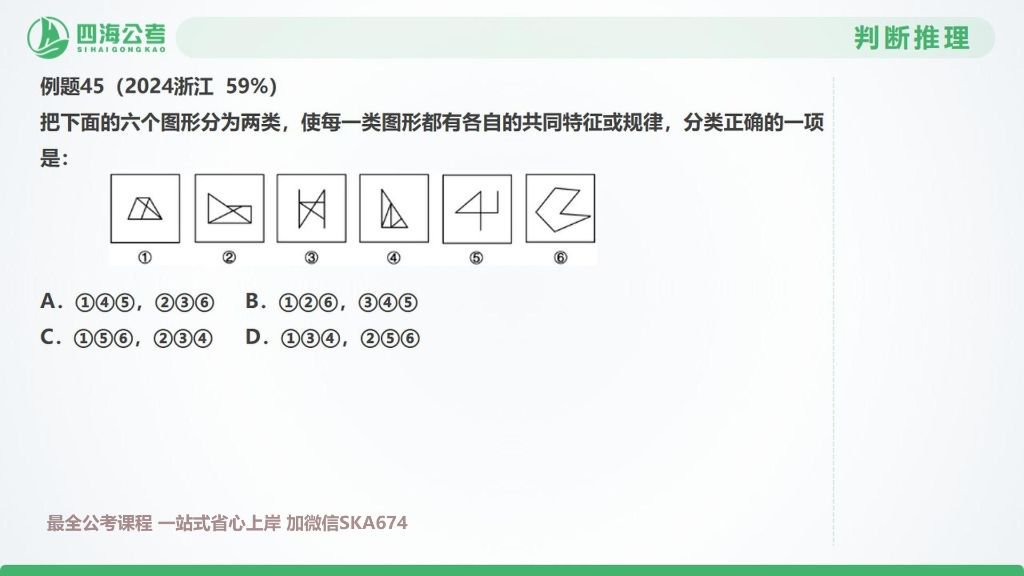 四海公考
SIHAIGONGKAO
判断推理
例题45（2024浙江 59%）
把下面的六个图形分为两类，使每一类图形都有各自的共同特征或规律，分类正确的一项
是：
① ② ③ ④ ⑤ ⑥
A. ①④⑤，②③⑥ B. ①②⑥，③④⑤
C. ①⑤⑥，②③④ D. ①③④，②⑤⑥
最全公考课程 一站式省心上岸 加微信SKA674